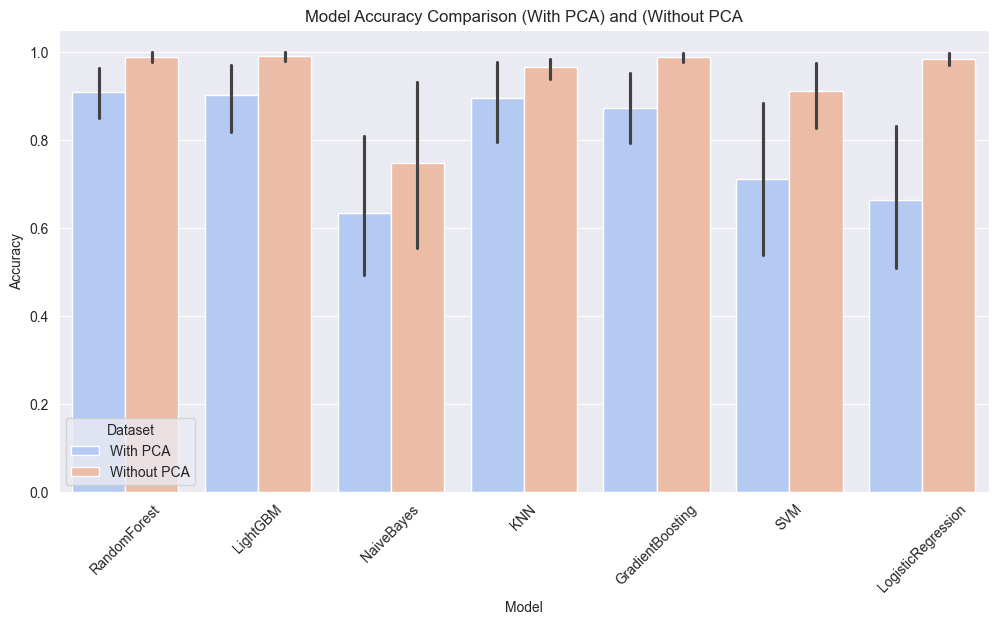 Model Accuracy Comparison (With PCA) and (Without PCA
Accuracy
1.0
0.8
0.6
0.4
0.2
0.0
Dataset
With PCA
Without PCA
RandomForest
LightGBM
NaiveBayes
KNN
GradientBoosting
SVM
LogisticRegression
Model